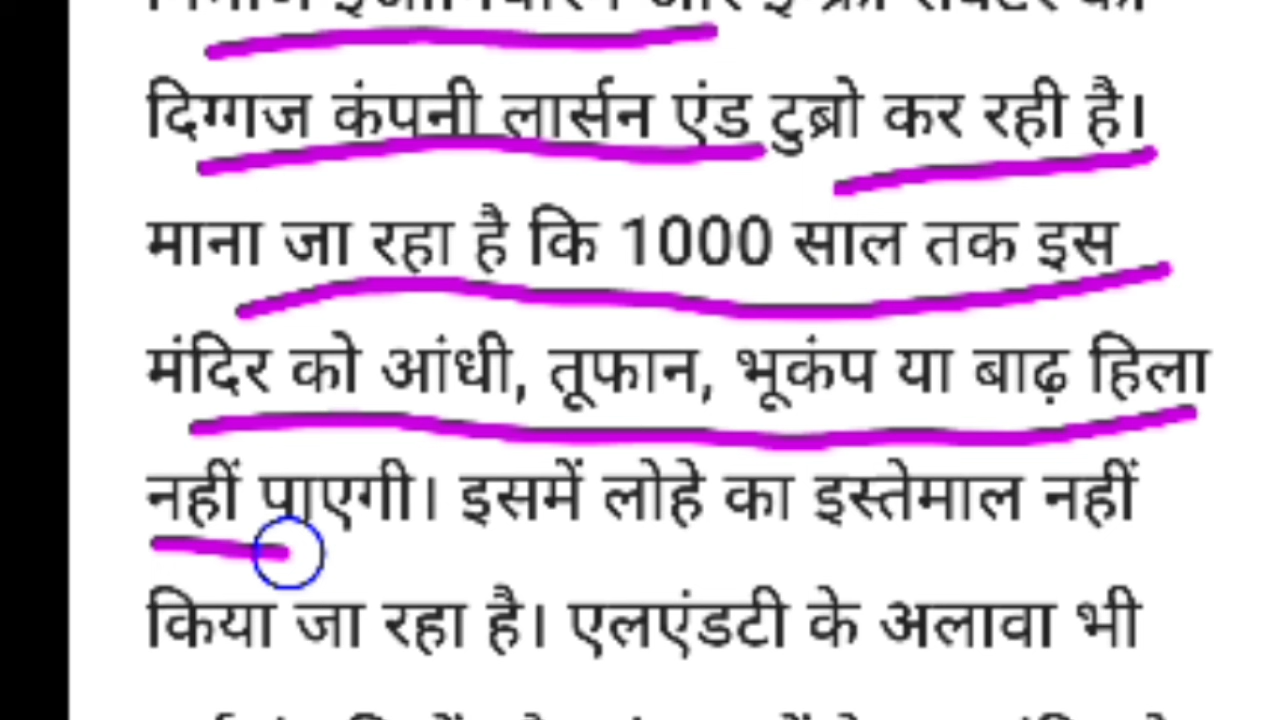 दिग्गज कंपनी लार्सन एंड टुब्रो कर रही है।
माना जा रहा है कि 1000 साल तक इस
मंदिर को आंधी, तूफान, भूकंप या बाढ़ हिला
नहीं पाएगी। इसमें लोहे का इस्तेमाल नहीं
किया जा रहा है। एलएंडटी के अलावा भी